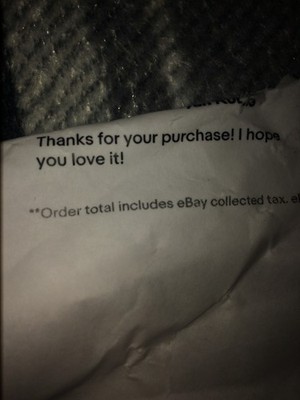 Thanks for your purchase! I hope
you love it!
**Order total includes eBay collected tax.